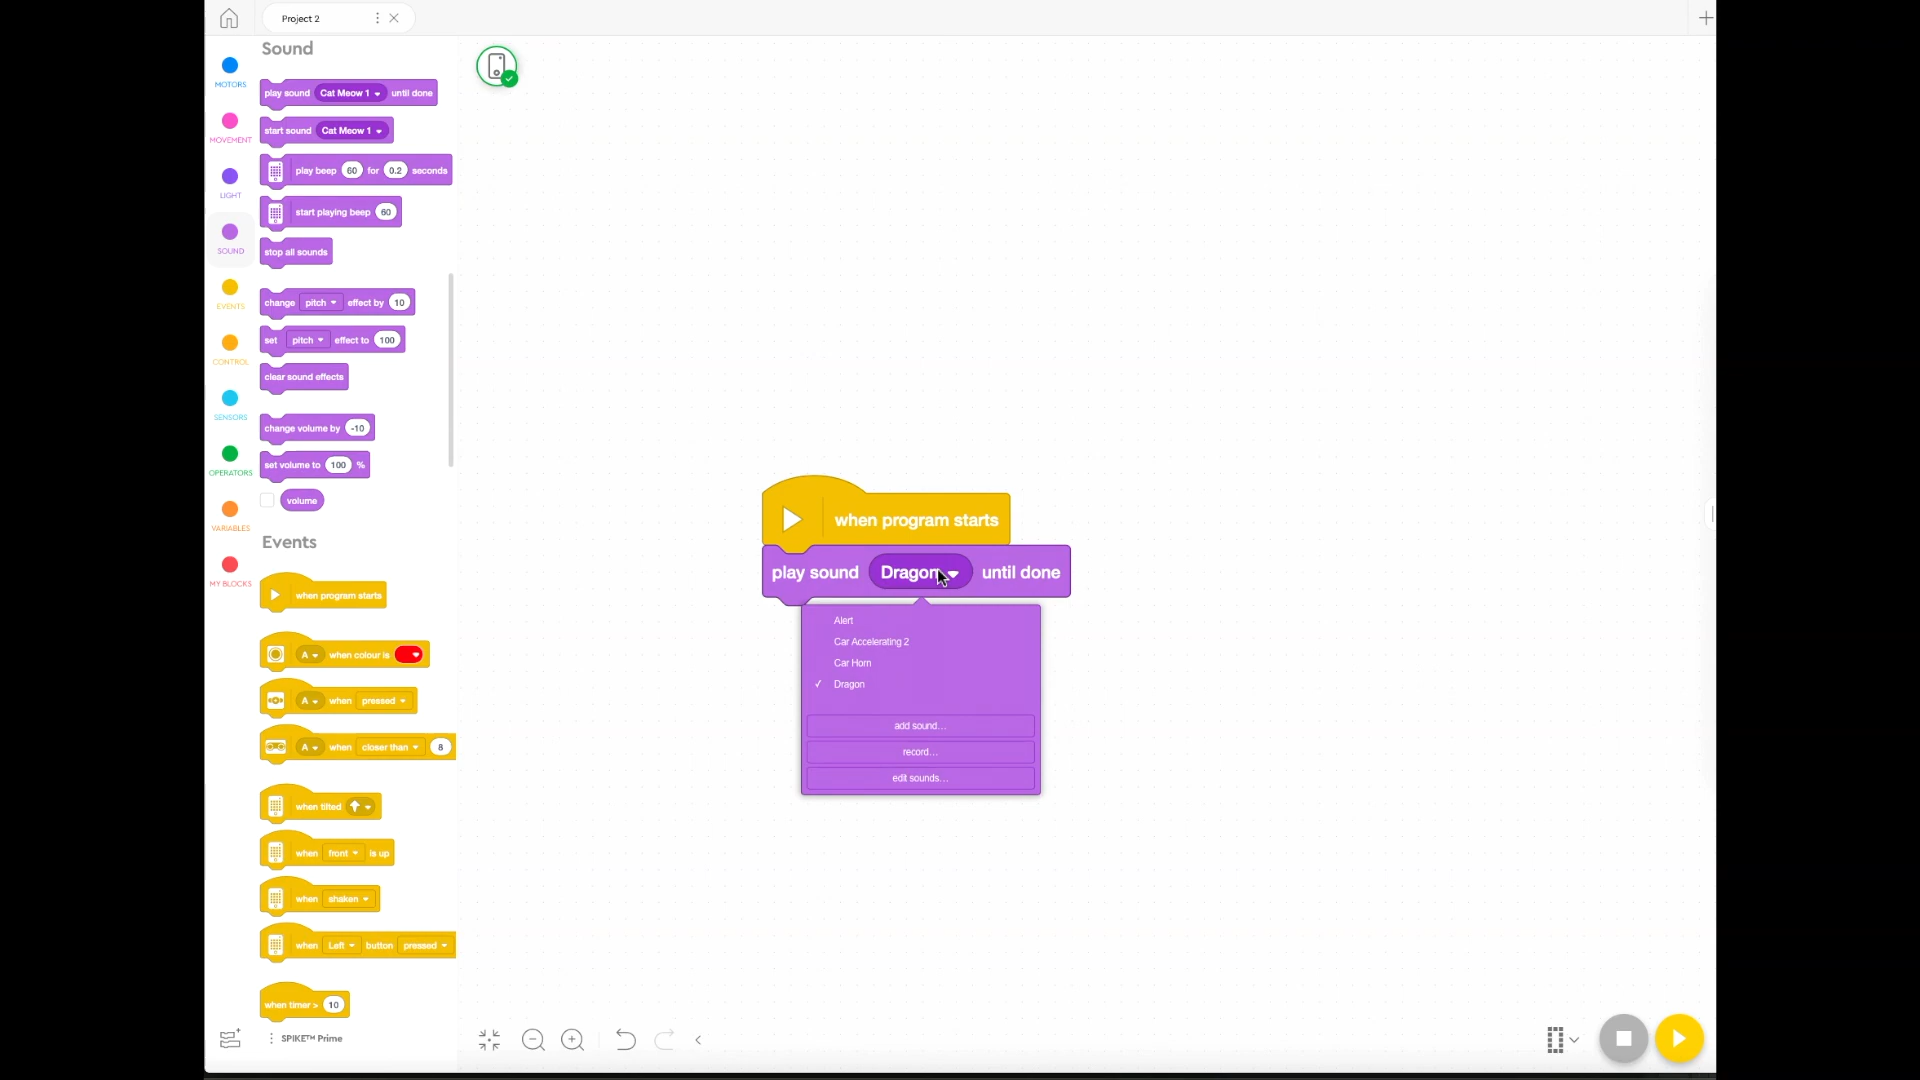 Project 2
Sound
MOTORS
MOVEMENT
LIGHT
SOUND
EVENTS
CONTROL
SENSORS
OPERATORS
VARIABLES
MY BLOCKS
play sound Cat Meow 1 until done
start sound Cat Meow 1
play beep 60 for 0.2 seconds
start playing beep 60
stop all sounds
change pitch effect by 10
set pitch effect to 100
clear sound effects
change volume by -10
set volume to 100 %
volume
Events
when program starts
A when colour is
A when pressed
A when closer than 8
when tilted
when front is up
when shaken
when Left button pressed
when timer > 10
SPIKE™ Prime
when program starts
play sound Dragon until done
Alert
Car Accelerating 2
Car Horn
✓ Dragon
add sound...
record...
edit sounds...